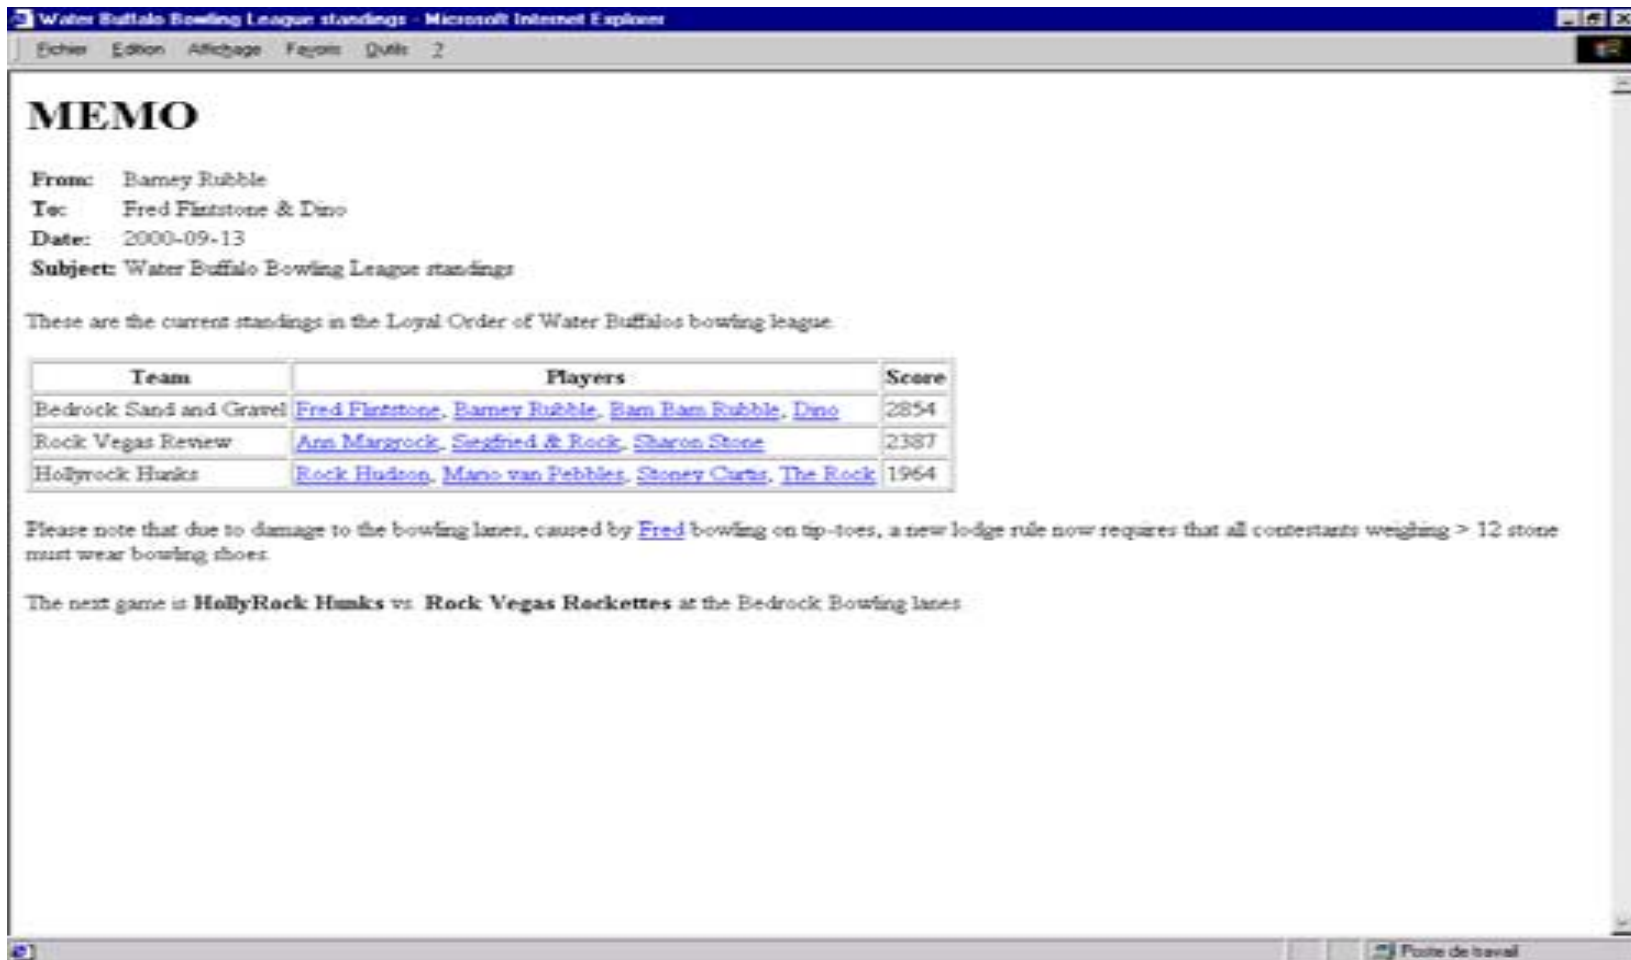 Water Buffalo Bowling League standings - Microsoft Internet Explorer
Fichier Edition Affichage Favoris Outils ?
MEMO
From: Barney Rubble
To: Fred Flintstone & Dino
Date: 2000-09-13
Subject: Water Buffalo Bowling League standings
These are the current standings in the Loyal Order of Water Buffalos bowling league.
Team Players Score
Bedrock Sand and Gravel Fred Flintstone, Barney Rubble, Bam Bam Rubble, Dino 2854
Rock Vegas Review Ann Margrock, Siegfried & Rock, Sharon Stone 2387
Hollyrock Hunks Rock Hudson, Mario van Pebbles, Stoney Curtis, The Rock 1964
Please note that due to damage to the bowling lanes, caused by Fred bowling on tip-toes, a new lodge rule now requires that all contestants weighing > 12 stone
must wear bowling shoes.
The next game is HollyRock Hunks vs. Rock Vegas Rockettes at the Bedrock Bowling lanes
Poste de travail